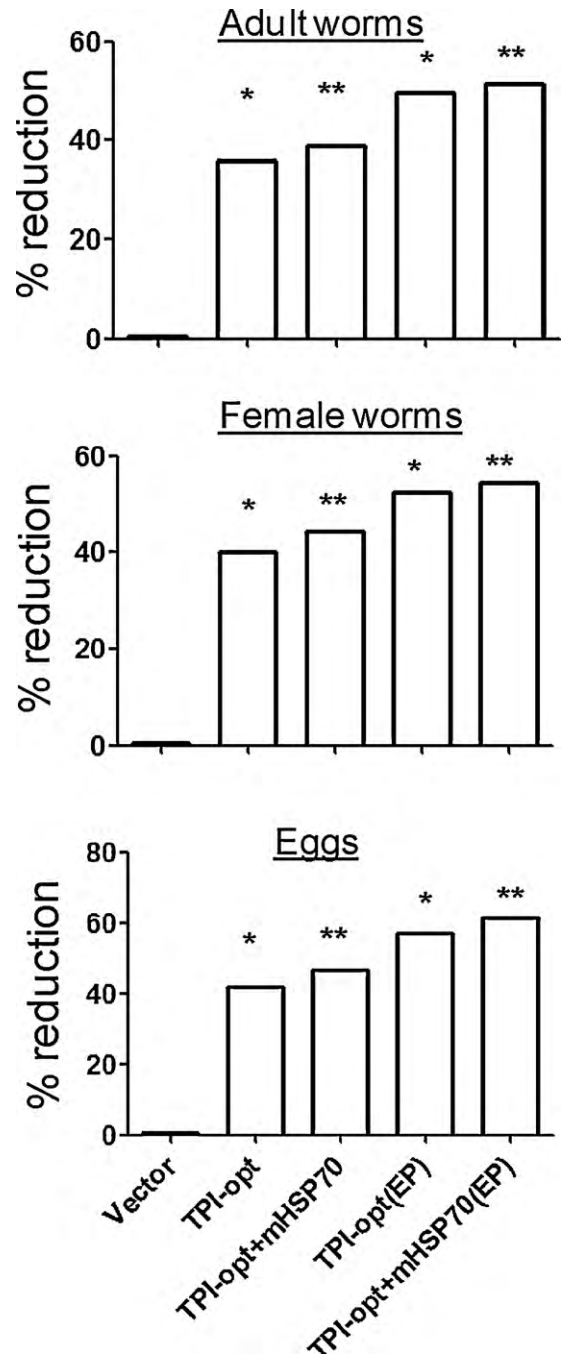 Adult worms
% reduction
60
40
20
0
*
**
*
**
Female worms
% reduction
60
40
20
0
*
**
*
**
Eggs
% reduction
80
60
40
20
0
*
**
*
**
Vector
TPI-opt
TPI-opt+mHSP70
TPI-opt(EP)
TPI-opt+mHSP70(EP)